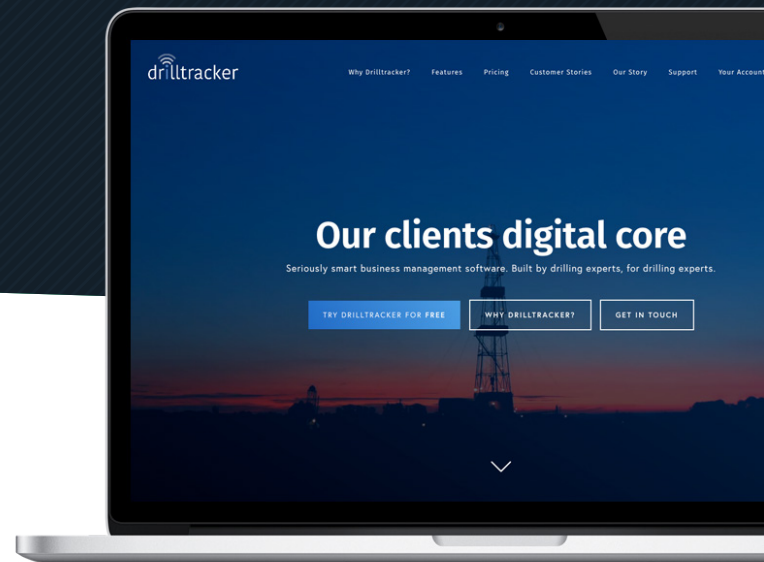 drilltracker
Why Drilltracker? Features Pricing Customer Stories Our Story Support Your Account
Our clients digital core
Seriously smart business management software. Built by drilling experts, for drilling experts.
TRY DRILLTRACKER FOR FREE WHY DRILLTRACKER? GET IN TOUCH